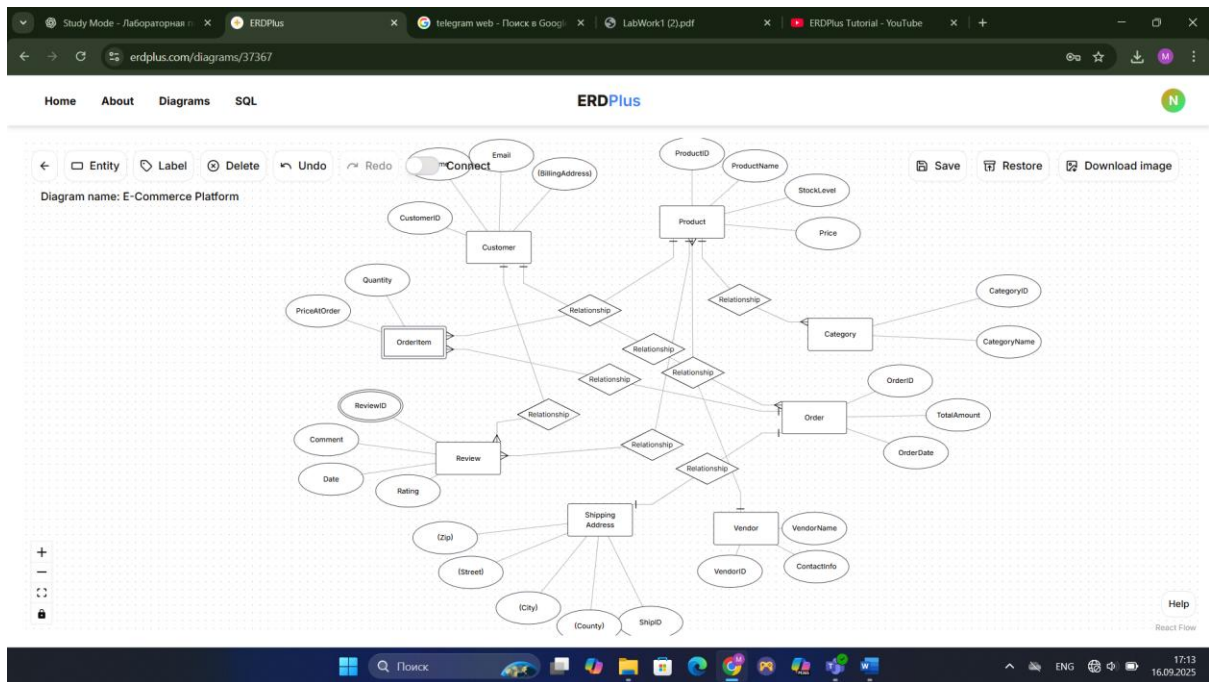 Study Mode - Лабораторная
ERDPlus
telegram web - Поиск в Googl
LabWork1 (2).pdf
ERDPlus Tutorial - YouTube
erdplus.com/diagrams/37367
M
Home About Diagrams SQL
ERDPlus
N
Entity Label Delete Undo Redo Connect
Save Restore Download image
Diagram name: E-Commerce Platform
Email
(BillingAddress)
CustomerID
Customer
ProductID
ProductName
StockLevel
Product
Price
Quantity
PriceAtOrder
OrderItem
Relationship
Relationship
CategoryID
Category
CategoryName
Relationship
Relationship
Relationship
OrderID
TotalAmount
Order
OrderDate
ReviewID
Relationship
Comment
Review
Date
Rating
Relationship
Relationship
Shipping
Address
(Zip)
(Street)
(City)
(County)
ShipID
Vendor
VendorName
VendorID
ContactInfo
Help
React Flow
Поиск
ENG
17:13
16.09.2025